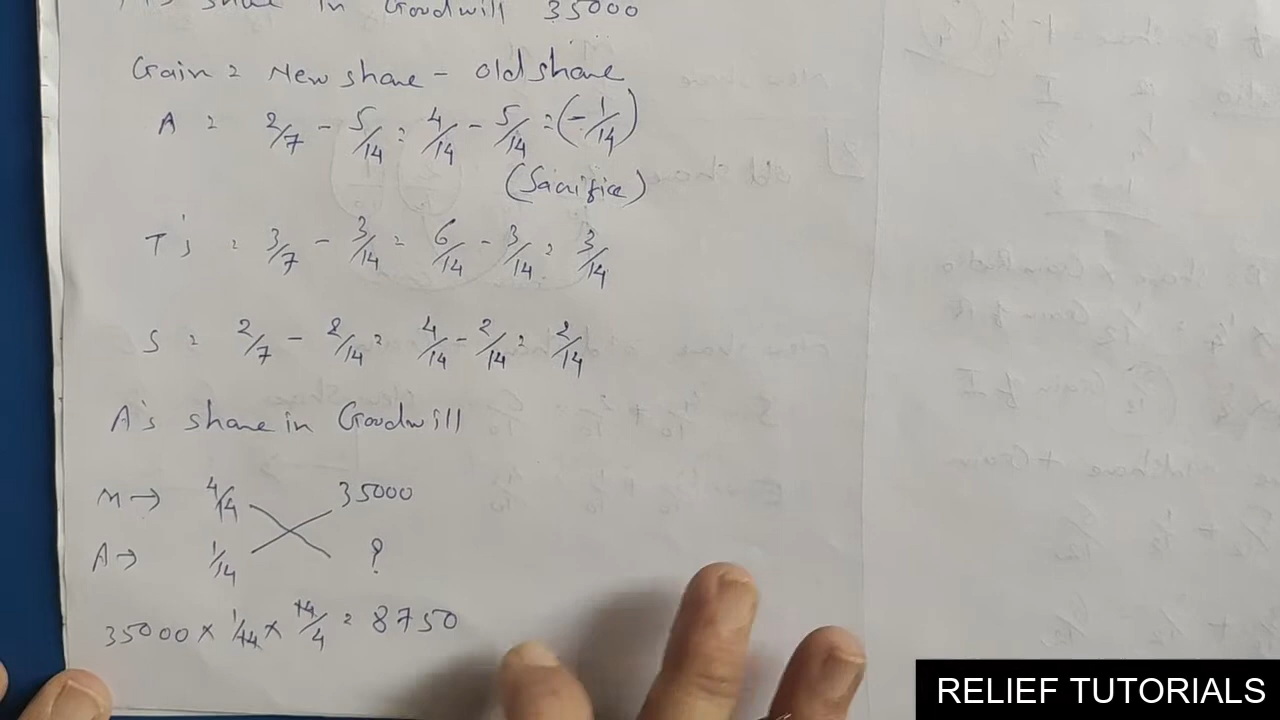 share in Goodwill 35000
Gain = New share - old share
A = 2/7 - 5/14 = 4/14 - 5/14 = (-1/14)
(Sacrifice)
T's = 3/7 - 3/14 = 6/14 - 3/14 = 3/14
S = 2/7 - 2/14 = 4/14 - 2/14 = 2/14
A's share in Goodwill
M → 4/14 35000
A → 1/14 ?
35000 × 1/14 × 14/4 = 8750
RELIEF TUTORIALS